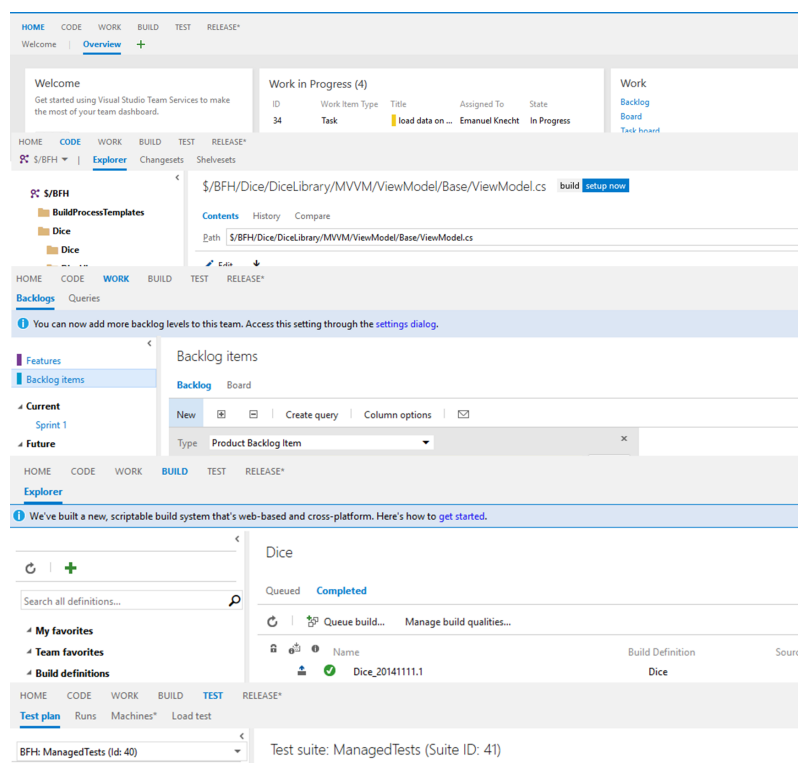 HOME CODE WORK BUILD TEST RELEASE*
Welcome Overview
Welcome
Get started using Visual Studio Team Services to make
the most of your team dashboard.
Work in Progress (4)
ID Work Item Type Title Assigned To State
34 Task load data on ... Emanuel Knecht In Progress
Work
Backlog
Board
Task board
HOME CODE WORK BUILD TEST RELEASE*
$/BFH Explorer Changesets Shelvesets
$/BFH
BuildProcessTemplates
Dice
Dice
$/BFH/Dice/DiceLibrary/MVVM/ViewModel/Base/ViewModel.cs build setup now
Contents History Compare
Path $/BFH/Dice/DiceLibrary/MVVM/ViewModel/Base/ViewModel.cs
Edit
HOME CODE WORK BUILD TEST RELEASE*
Backlogs Queries
You can now add more backlog levels to this team. Access this setting through the settings dialog.
Features
Backlog items
Current
Sprint 1
Future
Backlog items
Backlog Board
New Create query Column options
Type Product Backlog Item
HOME CODE WORK BUILD TEST RELEASE*
Explorer
We've built a new, scriptable build system that's web-based and cross-platform. Here's how to get started.
Search all definitions...
My favorites
Team favorites
Build definitions
Dice
Queued Completed
Queue build... Manage build qualities...
Name Build Definition Sourc
Dice_20141111.1 Dice
HOME CODE WORK BUILD TEST RELEASE*
Test plan Runs Machines* Load test
BFH: ManagedTests (Id: 40)
Test suite: ManagedTests (Suite ID: 41)